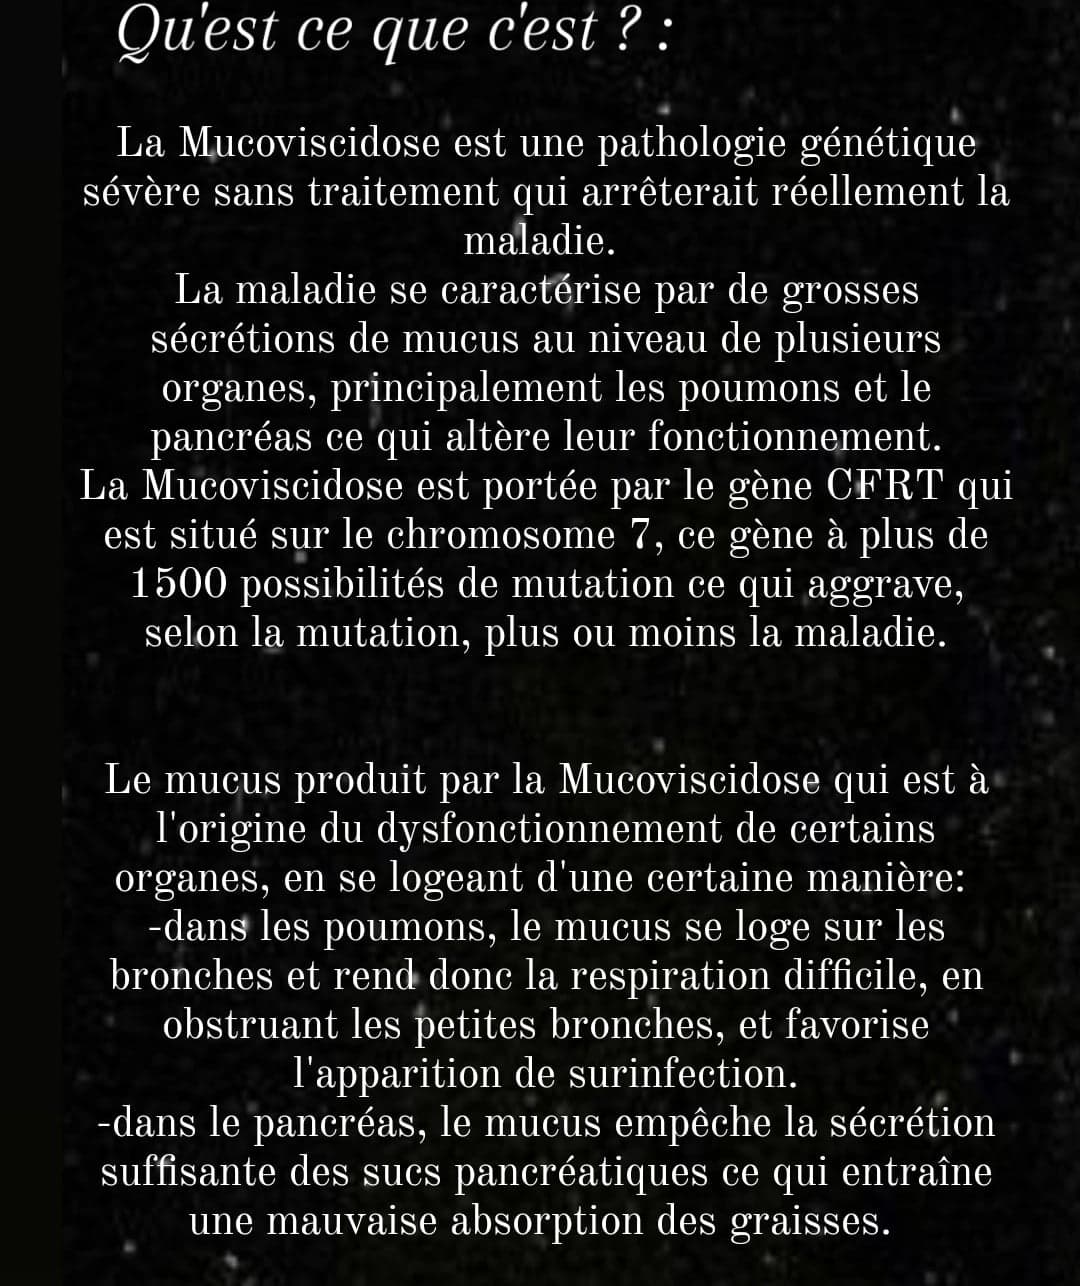 Qu'est ce que c'est ? :
La Mucoviscidose est une pathologie génétique
sévère sans traitement qui arrêterait réellement la
maladie.
La maladie se caractérise par de grosses
sécrétions de mucus au niveau de plusieurs
organes, principalement les poumons et le
pancréas ce qui altère leur fonctionnement.
La Mucoviscidose est portée par le gène CFRT qui
est situé sur le chromosome 7, ce gène à plus de
1500 possibilités de mutation ce qui aggrave,
selon la mutation, plus ou moins la maladie.
Le mucus produit par la Mucoviscidose qui est à
l'origine du dysfonctionnement de certains
organes, en se logeant d'une certaine manière:
-dans les poumons, le mucus se loge sur les
bronches et rend donc la respiration difficile, en
obstruant les petites bronches, et favorise
l'apparition de surinfection.
-dans le pancréas, le mucus empêche la sécrétion
suffisante des sucs pancréatiques ce qui entraîne
une mauvaise absorption des graisses.